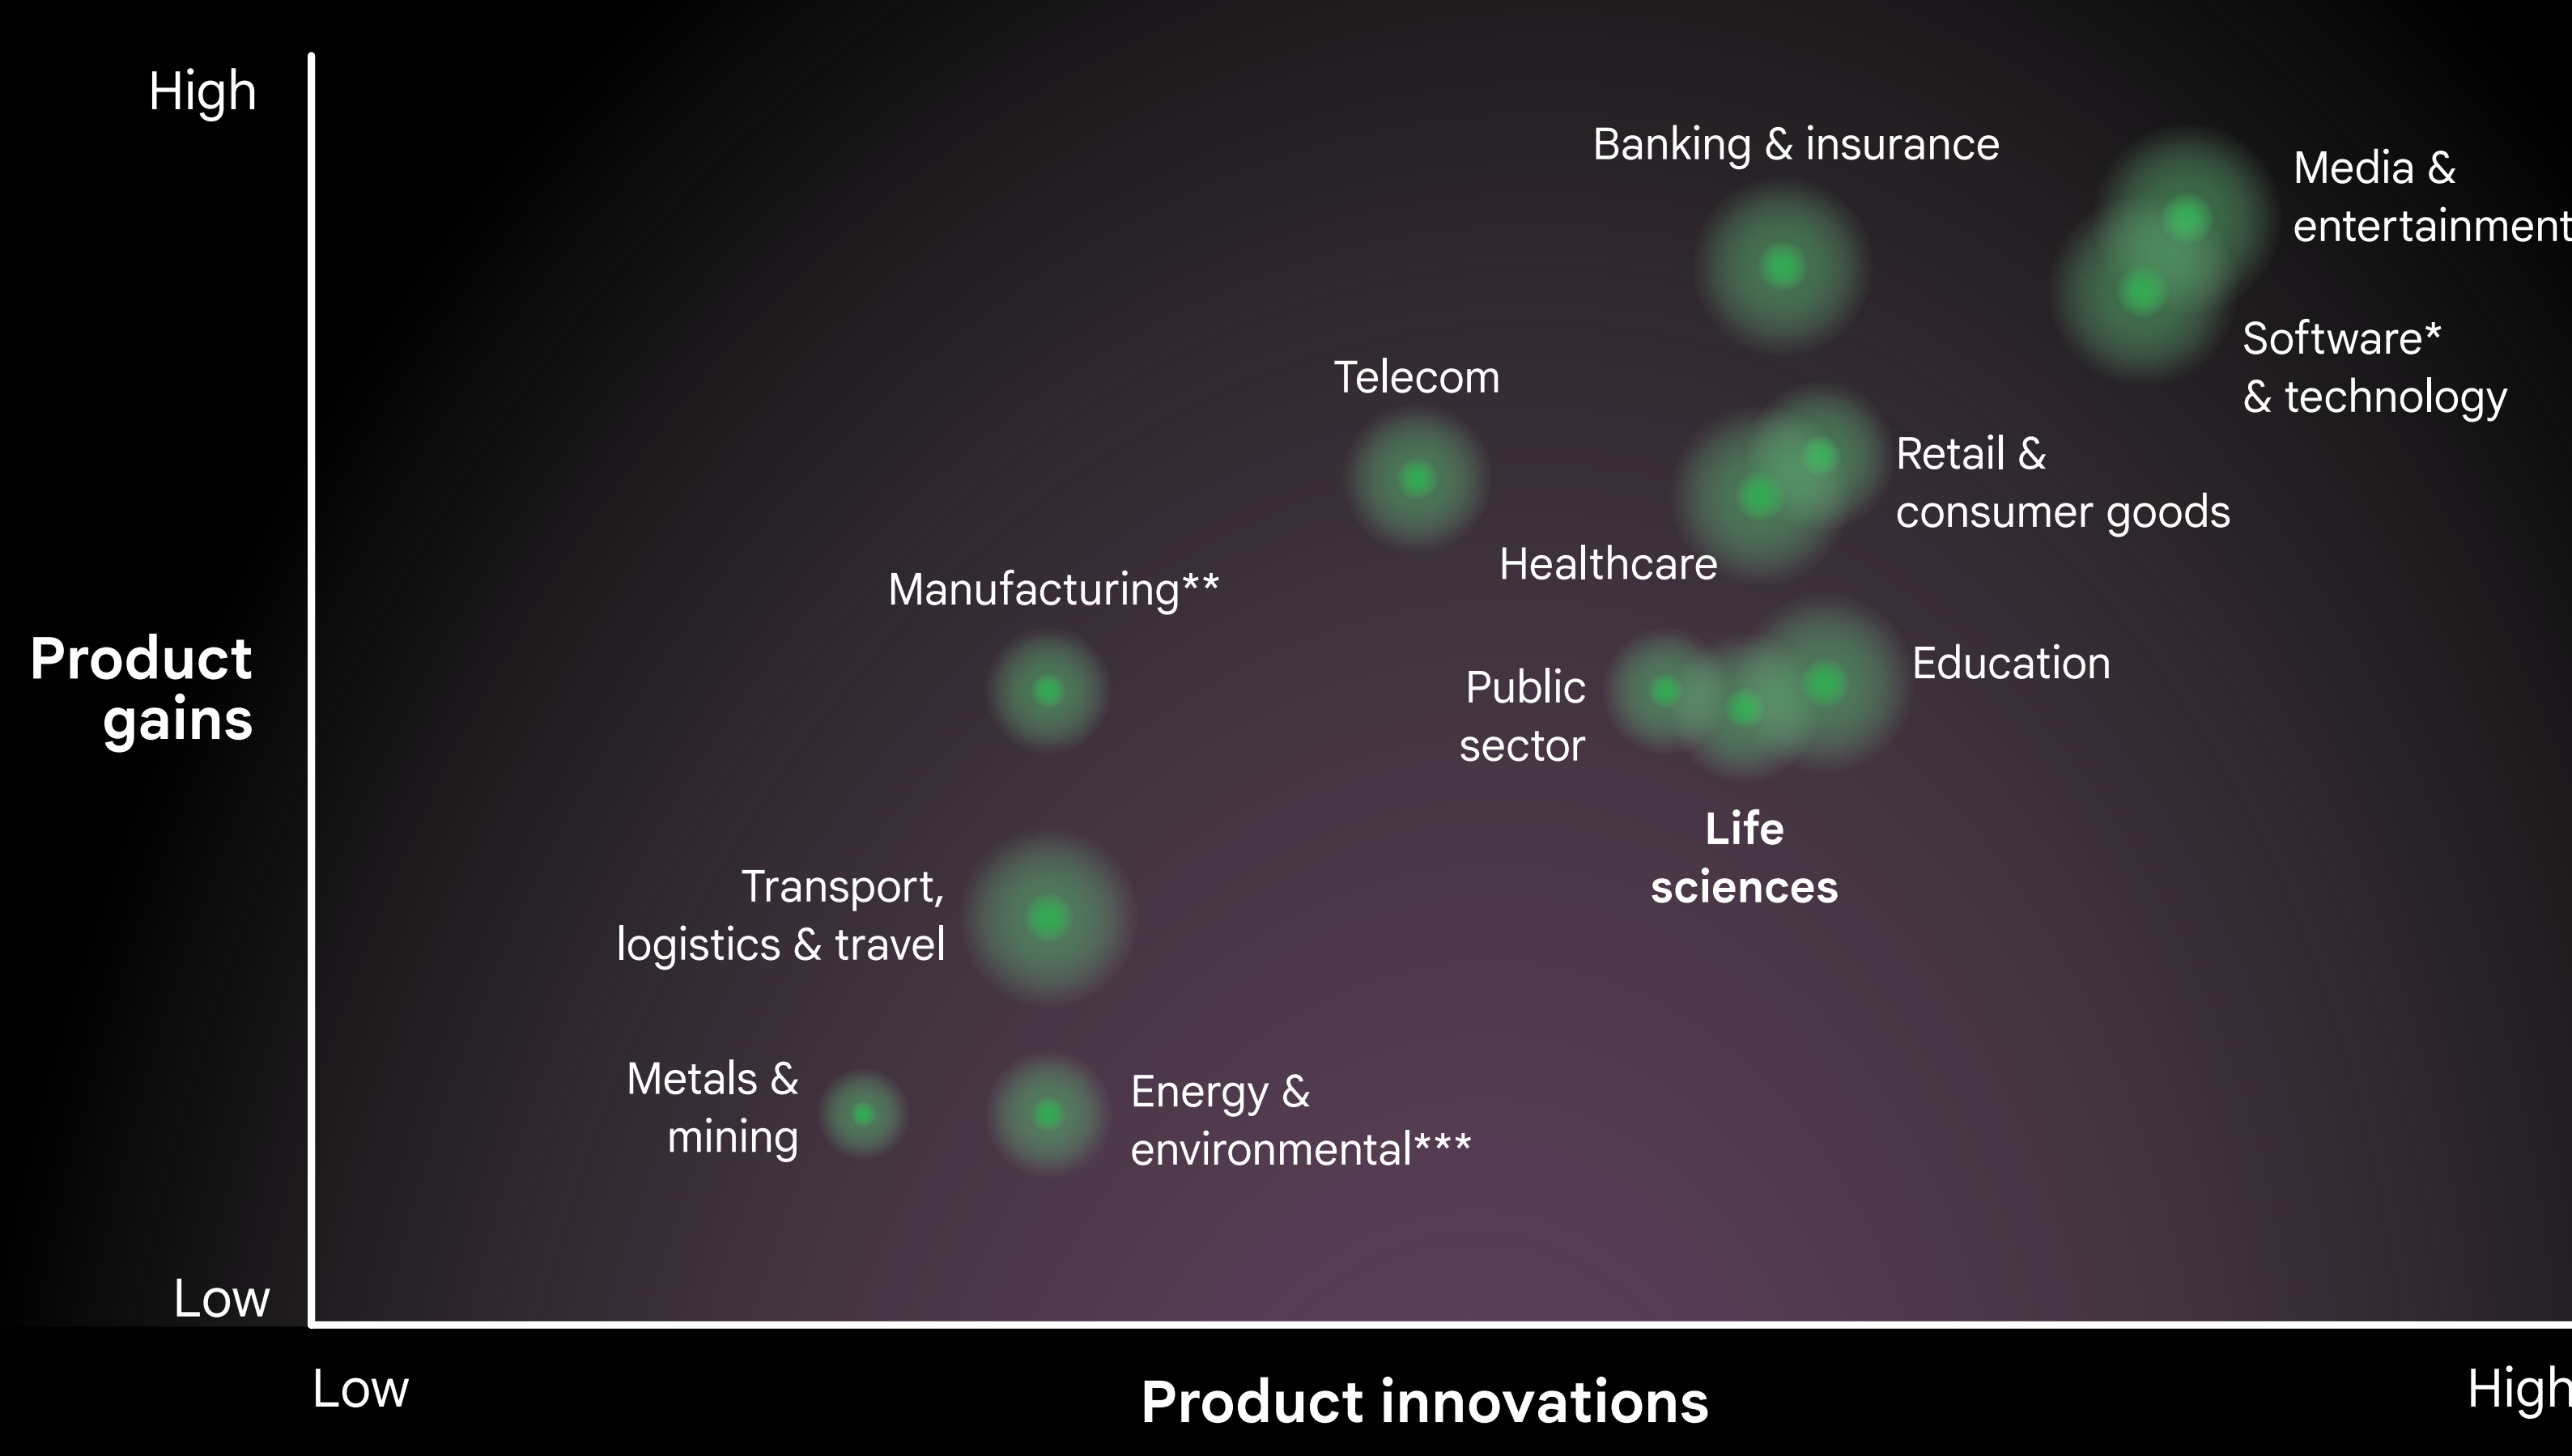 High
Banking & insurance
Media &
entertainment
Software*
& technology
Telecom
Retail &
consumer goods
Healthcare
Manufacturing**
Product
gains
Public
sector
Education
Life
sciences
Transport,
logistics & travel
Metals &
mining
Energy &
environmental***
Low
Low
Product innovations
High